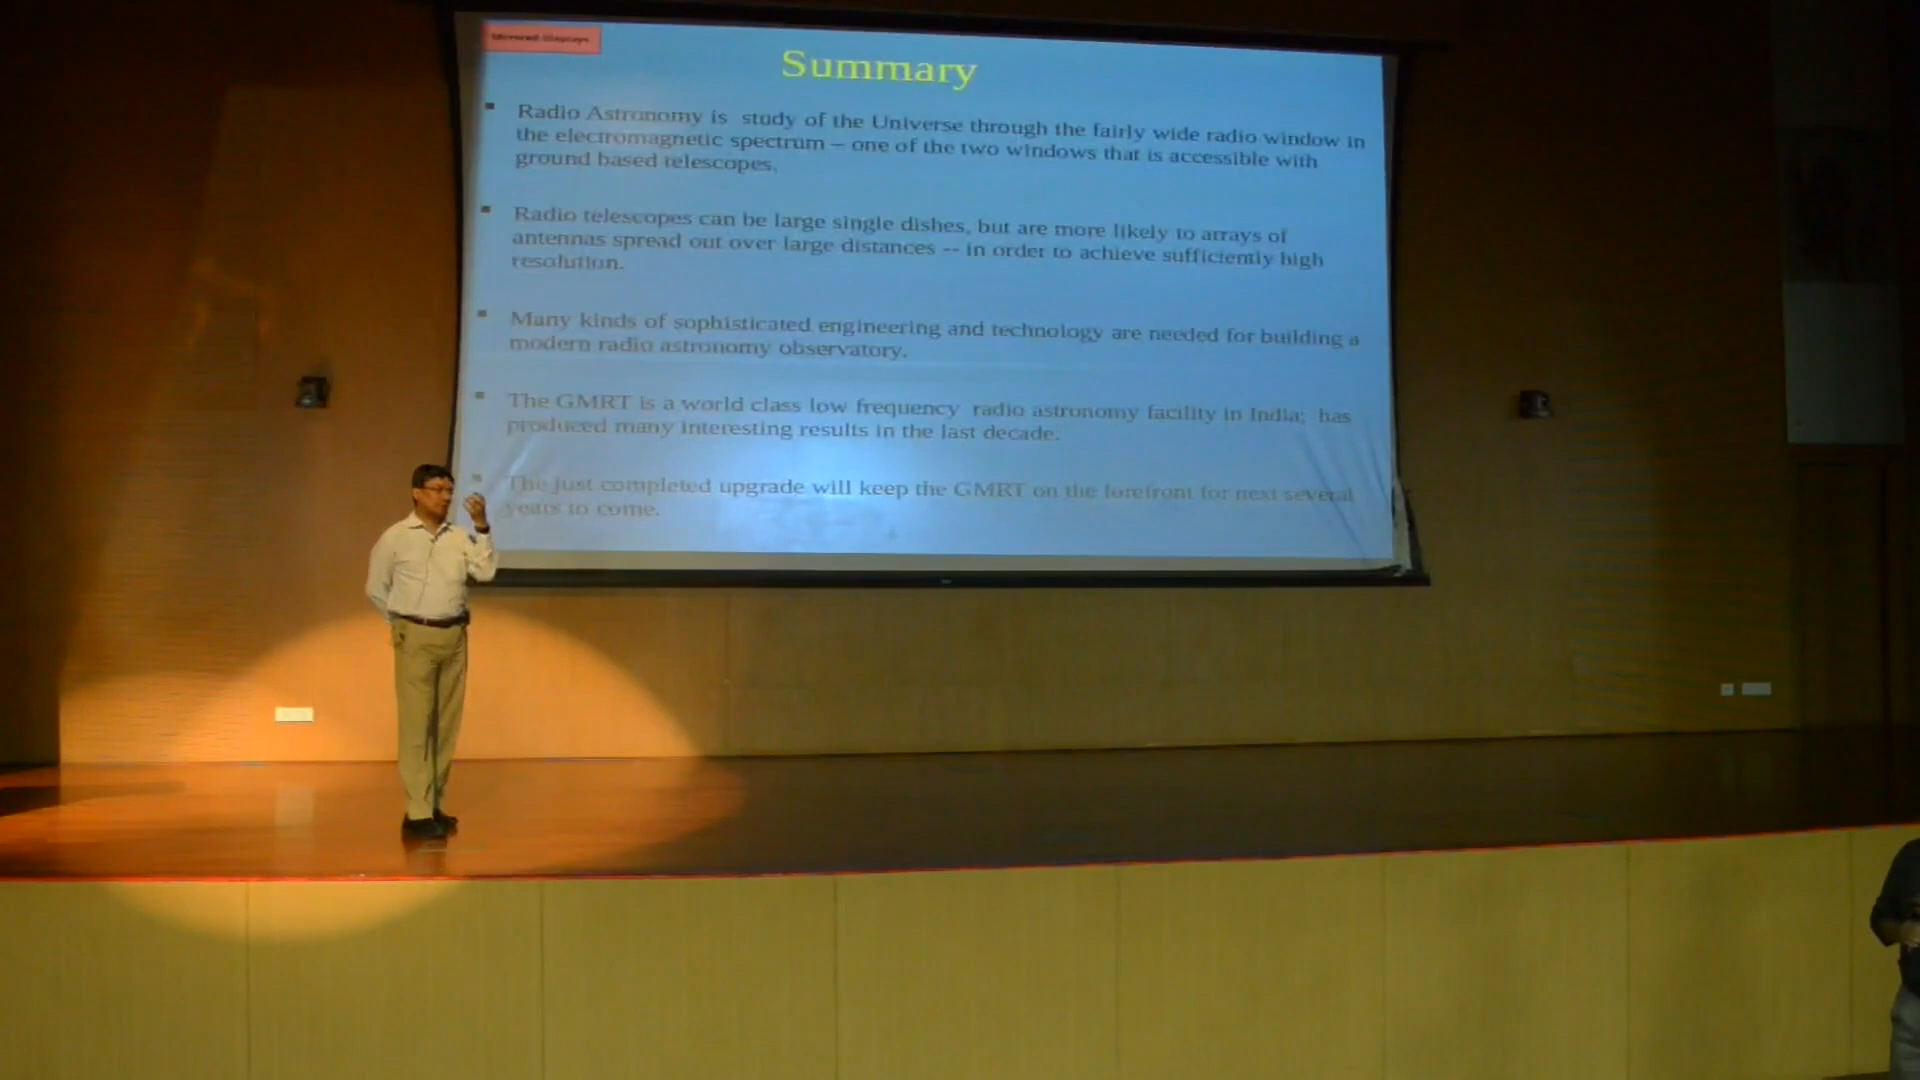 Mirrored Displays
Summary
▪ Radio Astronomy is study of the Universe through the fairly wide radio window in
the electromagnetic spectrum – one of the two windows that is accessible with
ground based telescopes.
▪ Radio telescopes can be large single dishes, but are more likely to arrays of
antennas spread out over large distances -- in order to achieve sufficiently high
resolution.
▪ Many kinds of sophisticated engineering and technology are needed for building a
modern radio astronomy observatory.
▪ The GMRT is a world class low frequency radio astronomy facility in India; has
produced many interesting results in the last decade.
▪ The just completed upgrade will keep the GMRT on the forefront for next several
years to come.